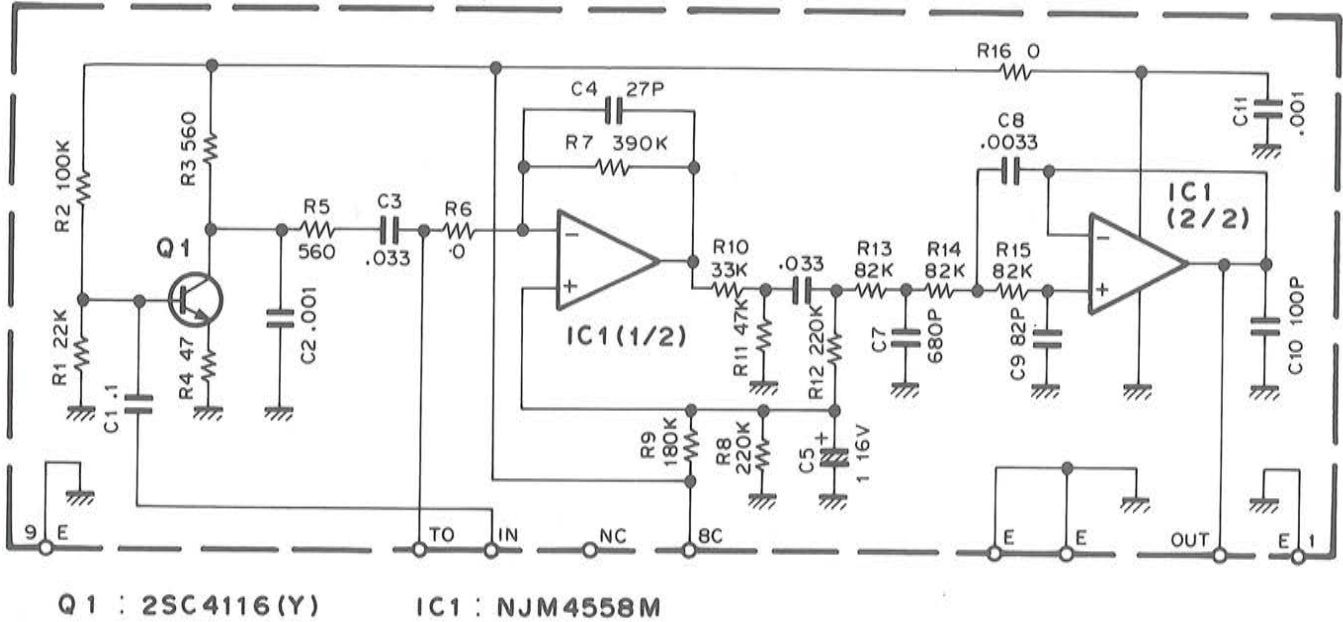 R16 0
C4 27P
R7 390K
C11 .001
C8
.0033
R3 560
R2 100K
IC1
(2/2)
R5
560
C3
.033
R6
0
Q1
−
+
IC1(1/2)
R10
33K
.033
R13
82K
R14
82K
R15
82K
−
+
R1 22K
C1 .1
R4 47
C2 .001
R11 47K
R12 220K
C7
680P
C9 82P
C10 100P
R9
180K
R8
220K
C5 +
1 16V
9 E
TO
IN
NC
8C
E
E
OUT
E 1
Q1 : 2SC4116(Y) IC1 : NJM4558M